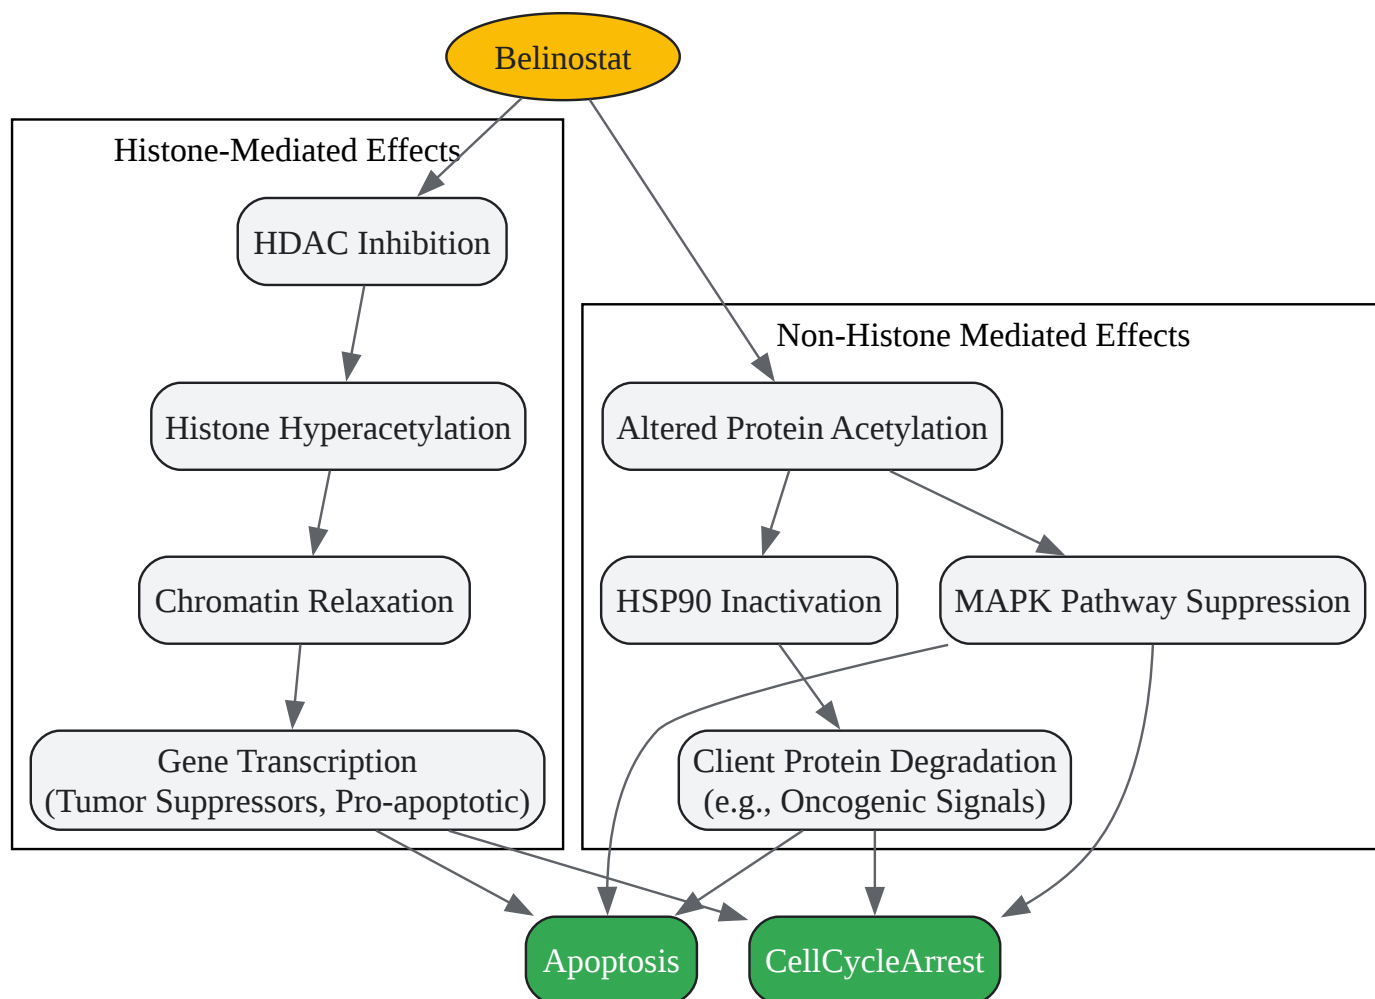 Belinostat
Histone-Mediated Effects
HDAC Inhibition
Non-Histone Mediated Effects
Histone Hyperacetylation
Altered Protein Acetylation
Chromatin Relaxation
HSP90 Inactivation
MAPK Pathway Suppression
Gene Transcription
(Tumor Suppressors, Pro-apoptotic)
Client Protein Degradation
(e.g., Oncogenic Signals)
Apoptosis
CellCycleArrest